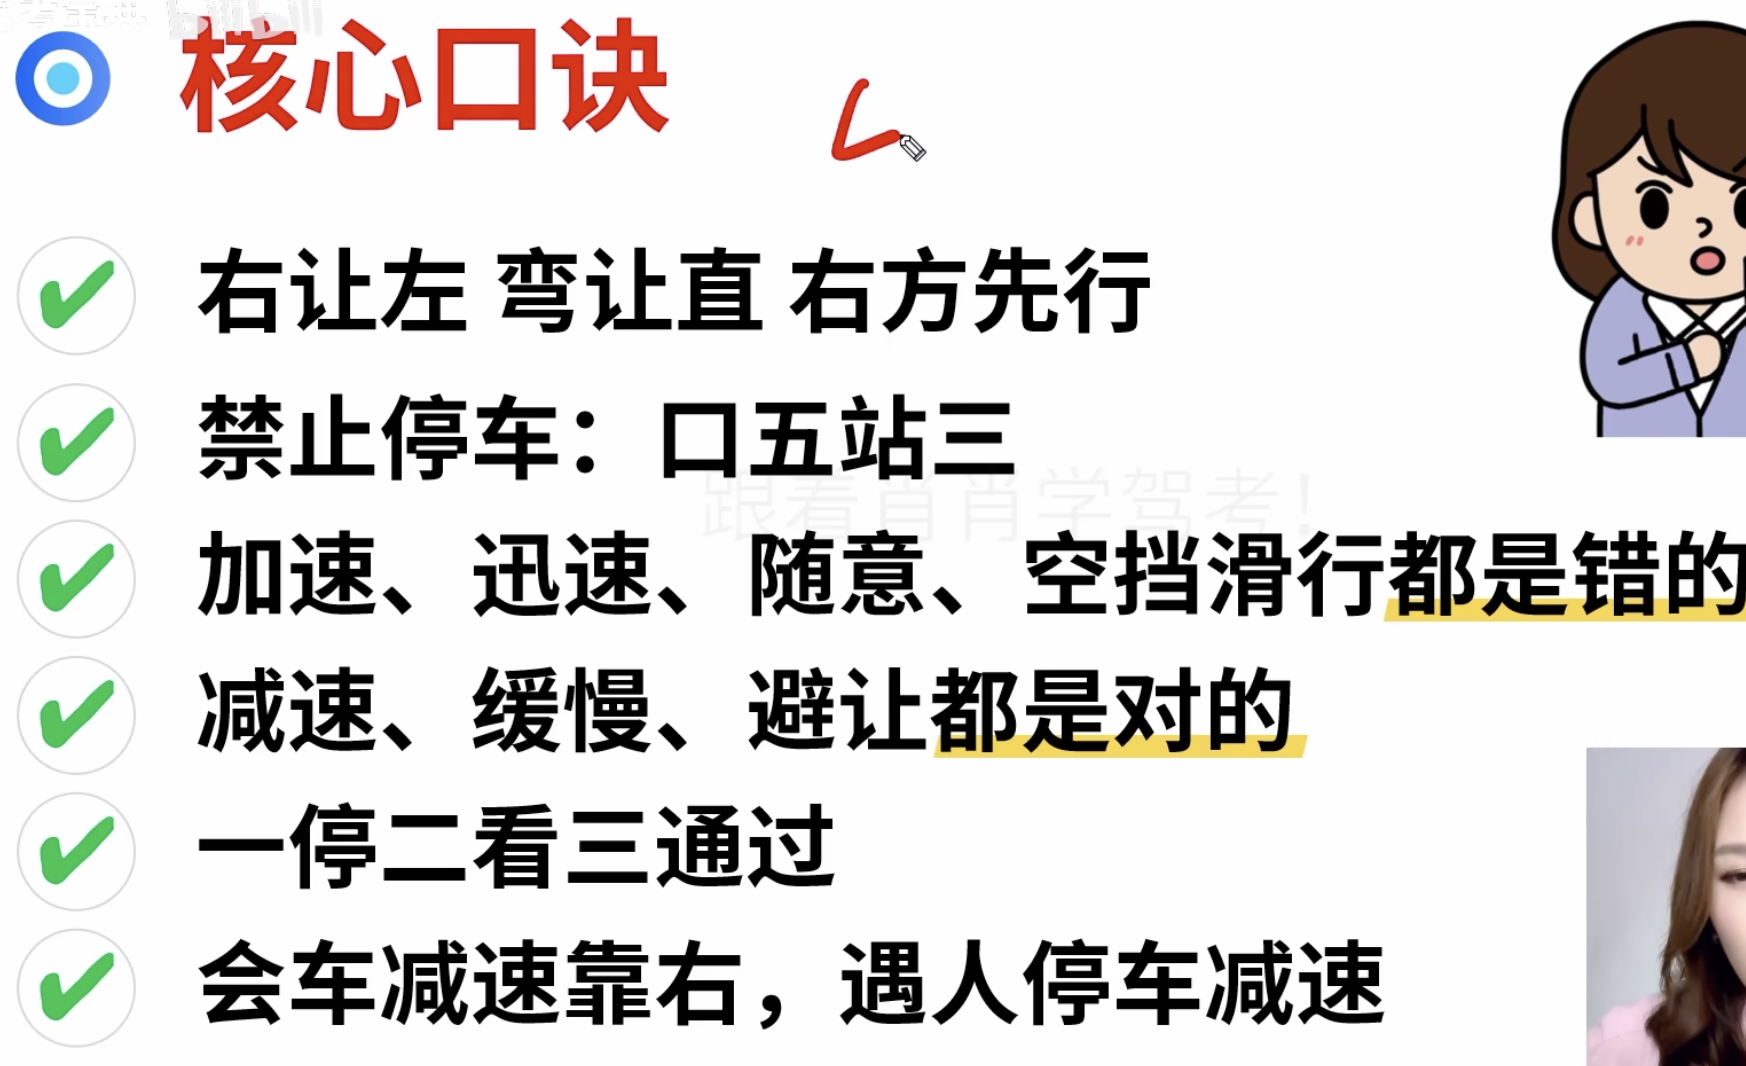 bilibili
核心口诀
右让左 弯让直 右方先行
禁止停车：口五站三
跟着肖肖学驾考！
加速、迅速、随意、空挡滑行都是错的
减速、缓慢、避让都是对的
一停二看三通过
会车减速靠右，遇人停车减速